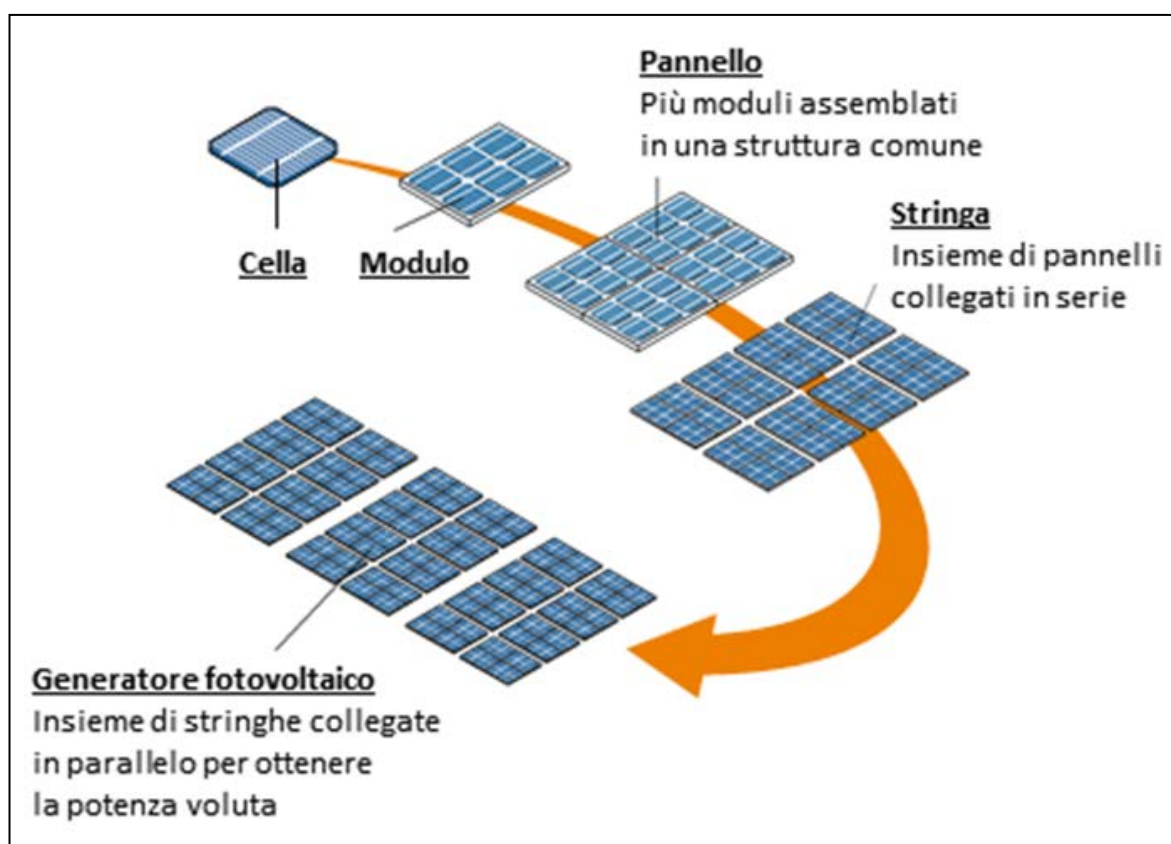 Pannello
Più moduli assemblati
in una struttura comune
Stringa
Insieme di pannelli
collegati in serie
Cella
Modulo
Generatore fotovoltaico
Insieme di stringhe collegate
in parallelo per ottenere
la potenza voluta